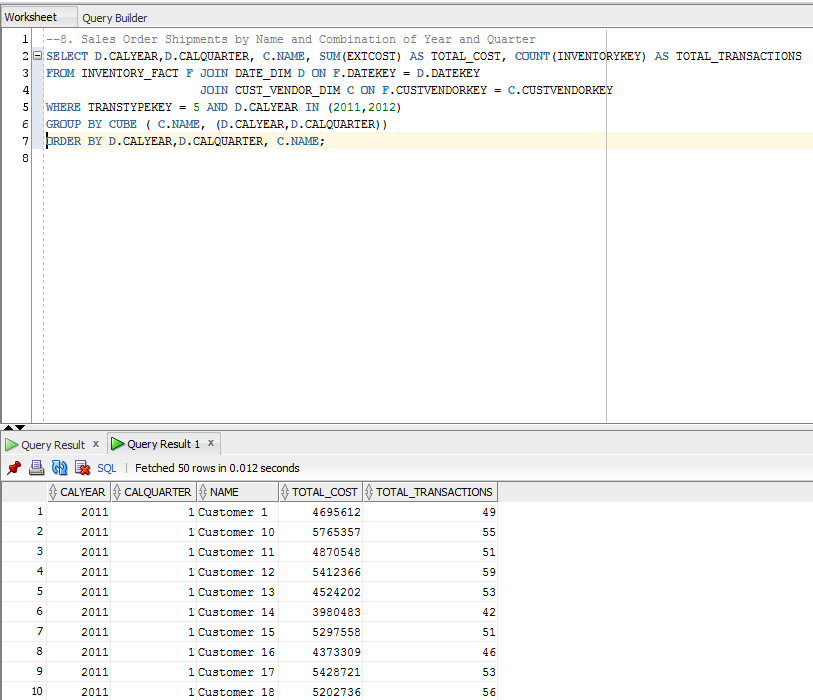 Worksheet Query Builder
1 --8. Sales Order Shipments by Name and Combination of Year and Quarter
2 SELECT D.CALYEAR,D.CALQUARTER, C.NAME, SUM(EXTCOST) AS TOTAL_COST, COUNT(INVENTORYKEY) AS TOTAL_TRANSACTIONS
3 FROM INVENTORY_FACT F JOIN DATE_DIM D ON F.DATEKEY = D.DATEKEY
4 JOIN CUST_VENDOR_DIM C ON F.CUSTVENDORKEY = C.CUSTVENDORKEY
5 WHERE TRANSTYPEKEY = 5 AND D.CALYEAR IN (2011,2012)
6 GROUP BY CUBE ( C.NAME, (D.CALYEAR,D.CALQUARTER))
7 ORDER BY D.CALYEAR,D.CALQUARTER, C.NAME;
8
Query Result x Query Result 1 x
SQL | Fetched 50 rows in 0.012 seconds
CALYEAR CALQUARTER NAME TOTAL_COST TOTAL_TRANSACTIONS
1 2011 1 Customer 1 4695612 49
2 2011 1 Customer 10 5765357 55
3 2011 1 Customer 11 4870548 51
4 2011 1 Customer 12 5412366 59
5 2011 1 Customer 13 4524202 53
6 2011 1 Customer 14 3980483 42
7 2011 1 Customer 15 5297558 51
8 2011 1 Customer 16 4373309 46
9 2011 1 Customer 17 5428721 53
10 2011 1 Customer 18 5202736 56